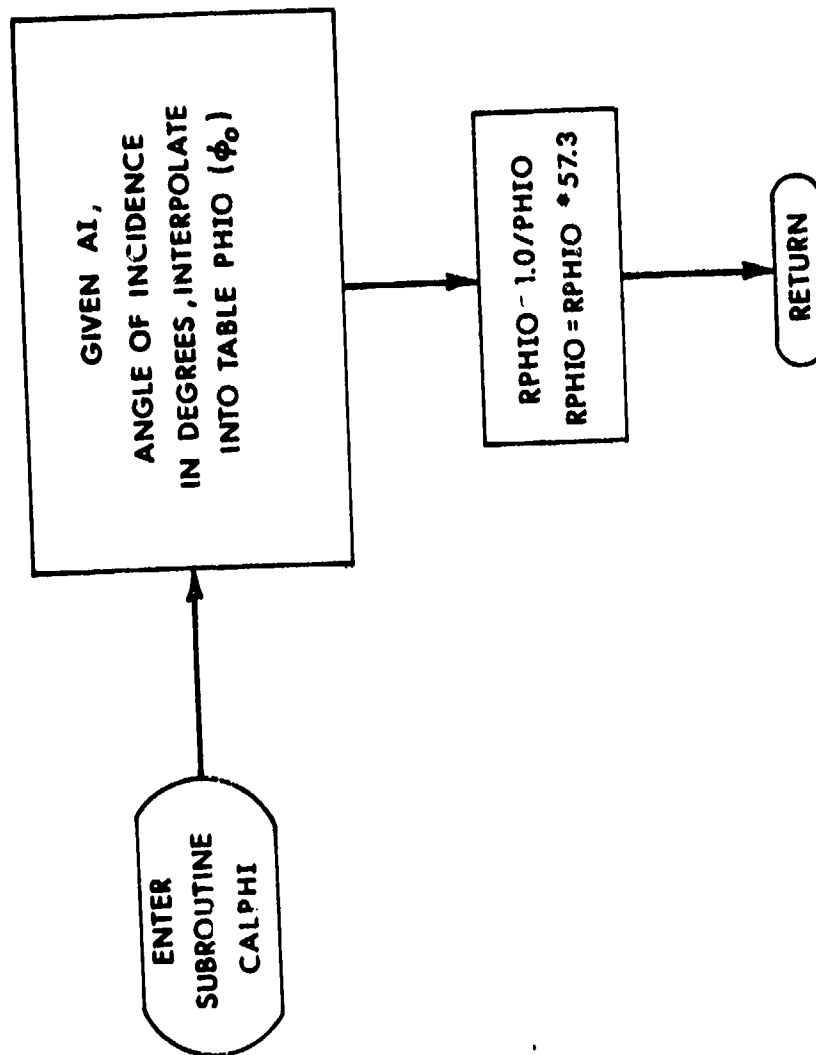 ENTER
SUBROUTINE
CALPHI
GIVEN AI,
ANGLE OF INCIDENCE
IN DEGREES, INTERPOLATE
INTO TABLE PHIO (ϕ₀)
RPHIO - 1.0/PHIO
RPHIO = RPHIO *57.3
RETURN